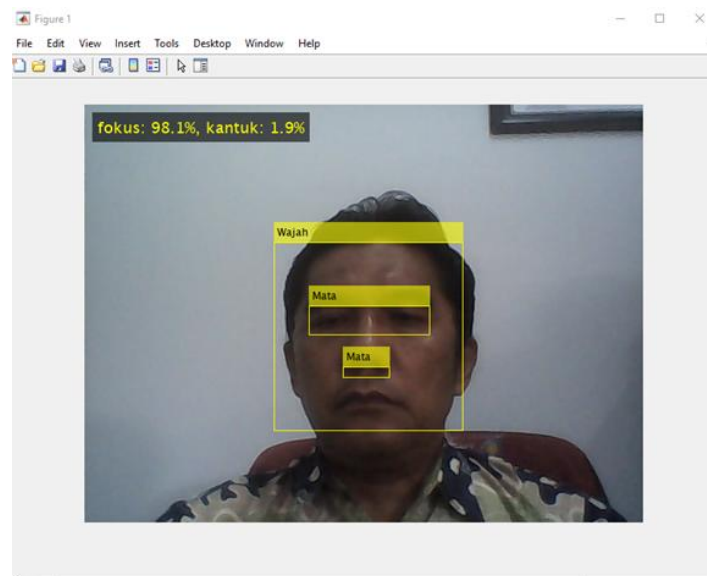 Figure 1
File Edit View Insert Tools Desktop Window Help
fokus: 98.1%, kantuk: 1.9%
Wajah
Mata
Mata